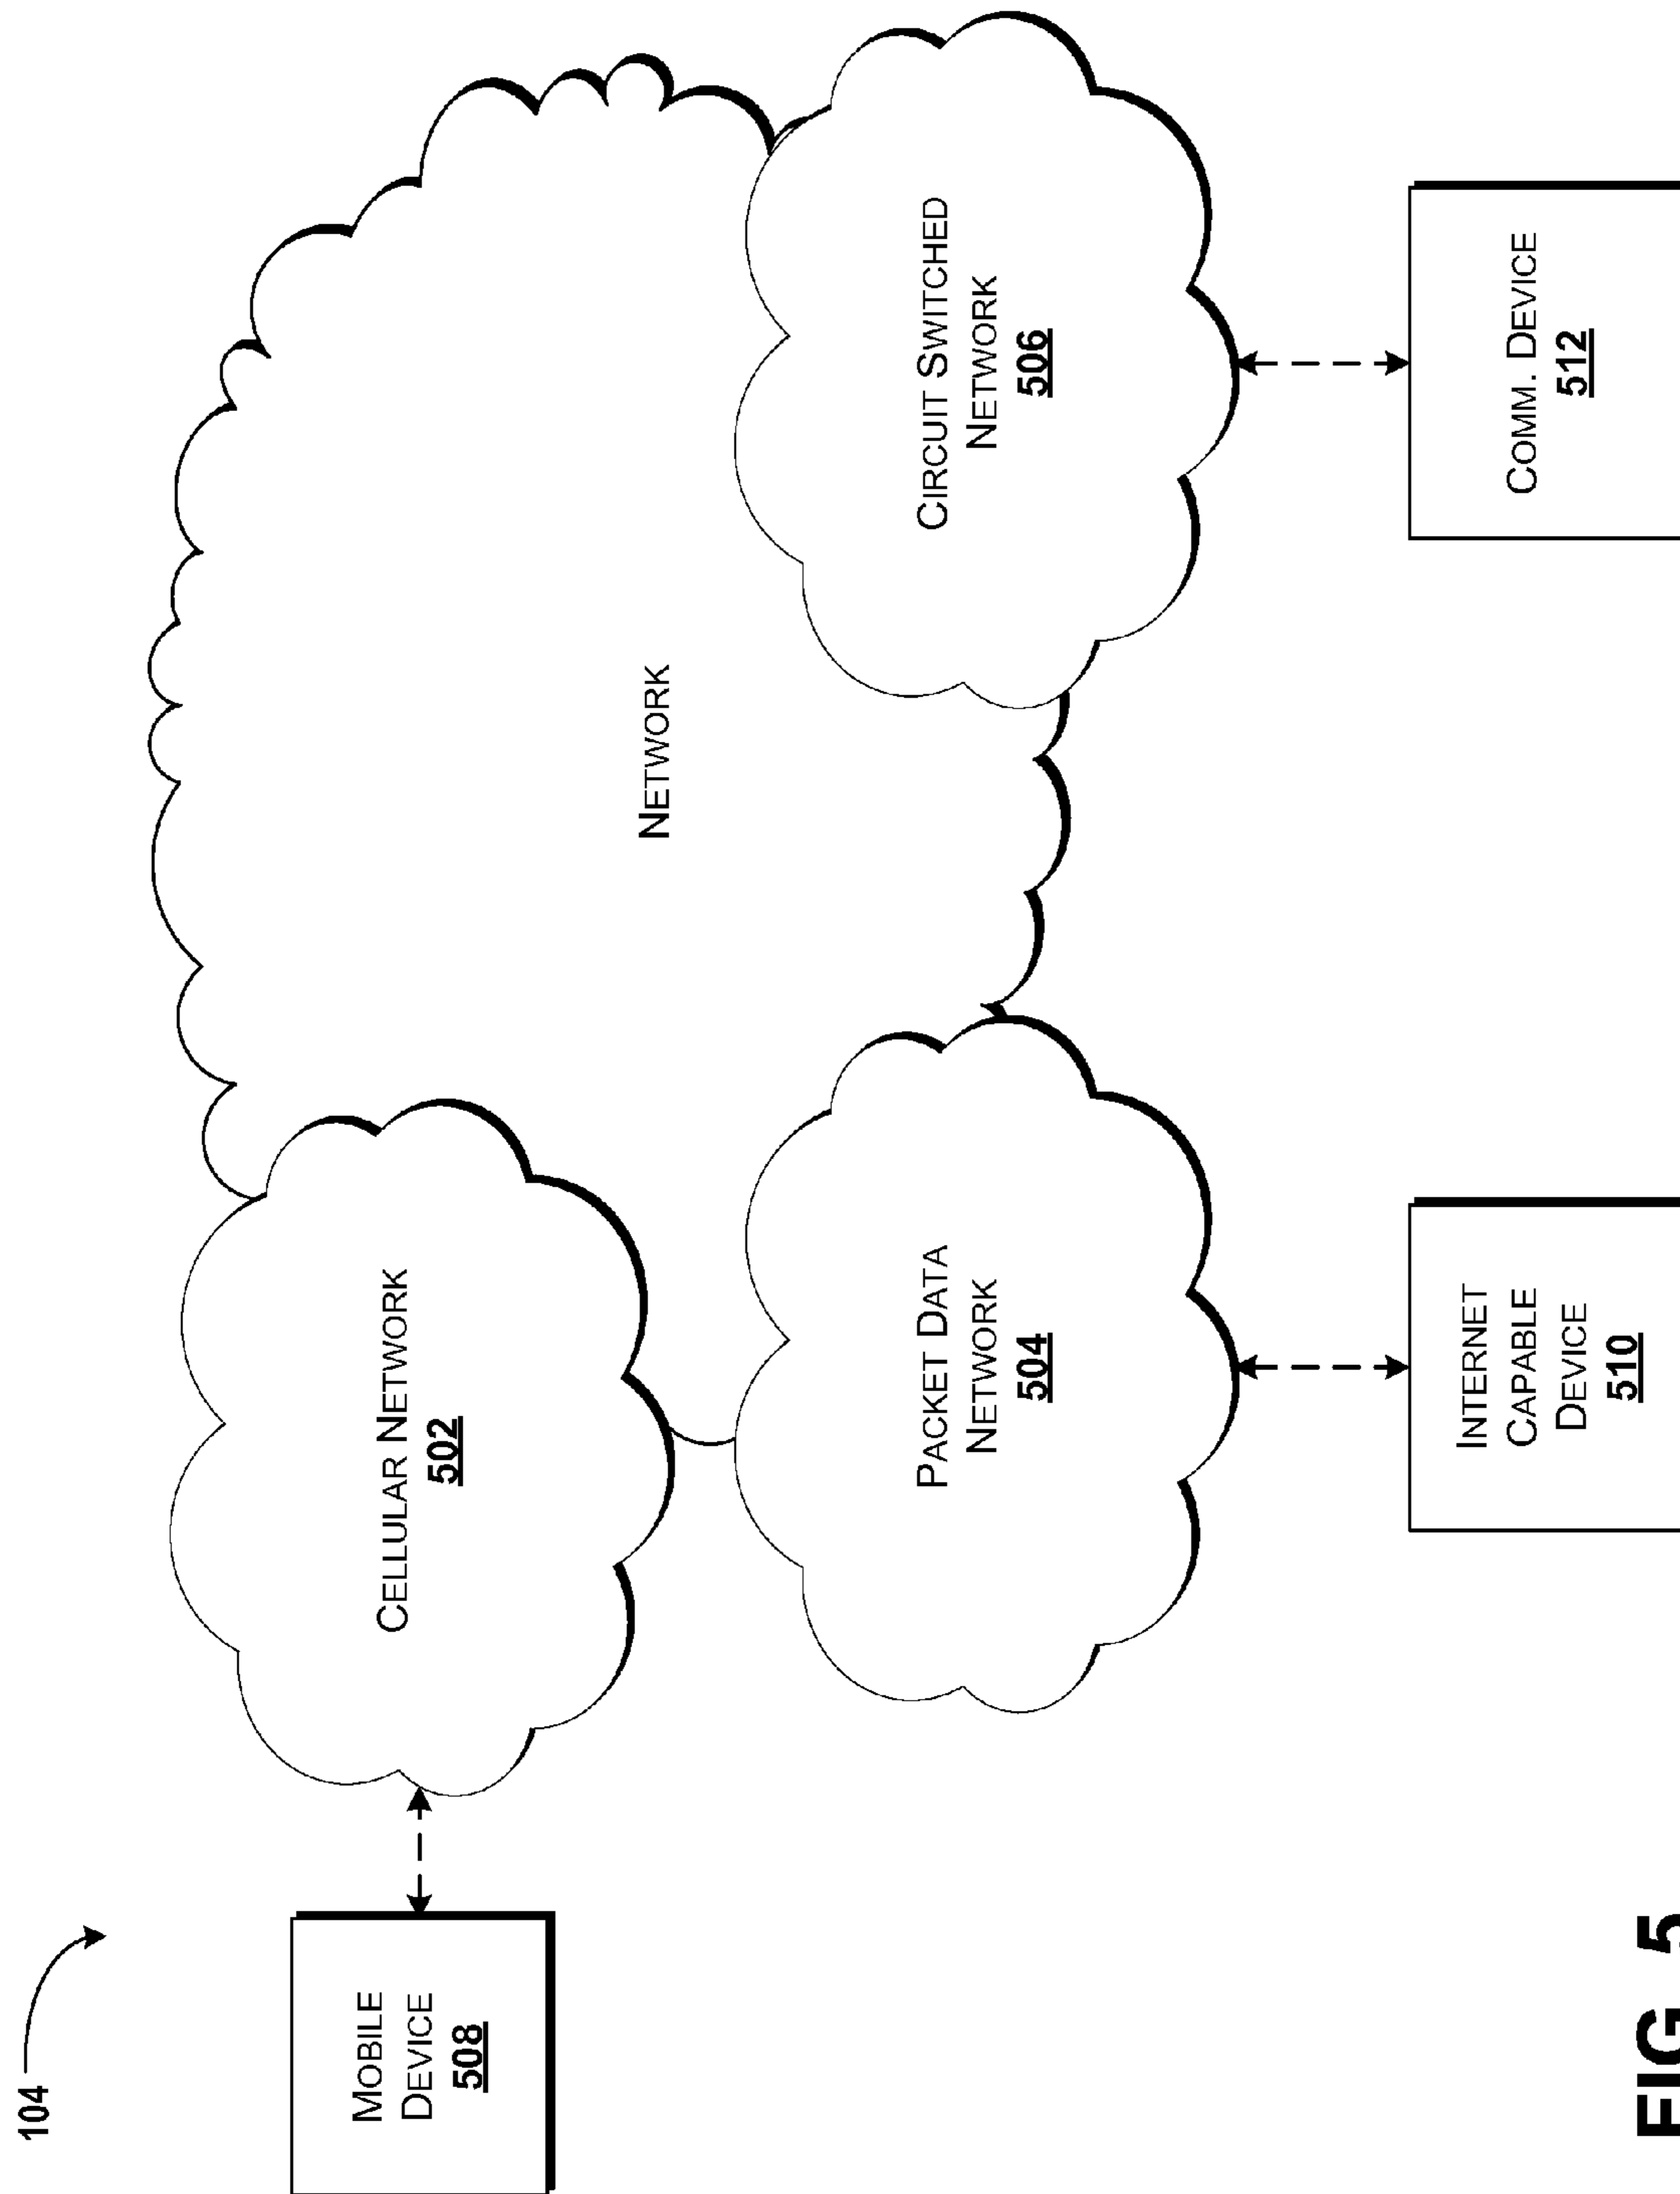 104
MOBILE
DEVICE
508
CELLULAR NETWORK
502
NETWORK
PACKET DATA
NETWORK
504
CIRCUIT SWITCHED
NETWORK
506
INTERNET
CAPABLE
DEVICE
510
COMM. DEVICE
512
FIG. 5